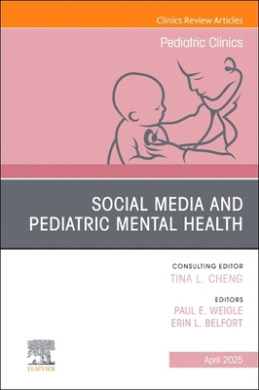 Clinics Review Articles
Pediatric Clinics
SOCIAL MEDIA AND
PEDIATRIC MENTAL HEALTH
CONSULTING EDITOR
TINA L. CHENG
EDITORS
PAUL E. WEIGLE
ERIN L. BELFORT
ELSEVIER
April 2025